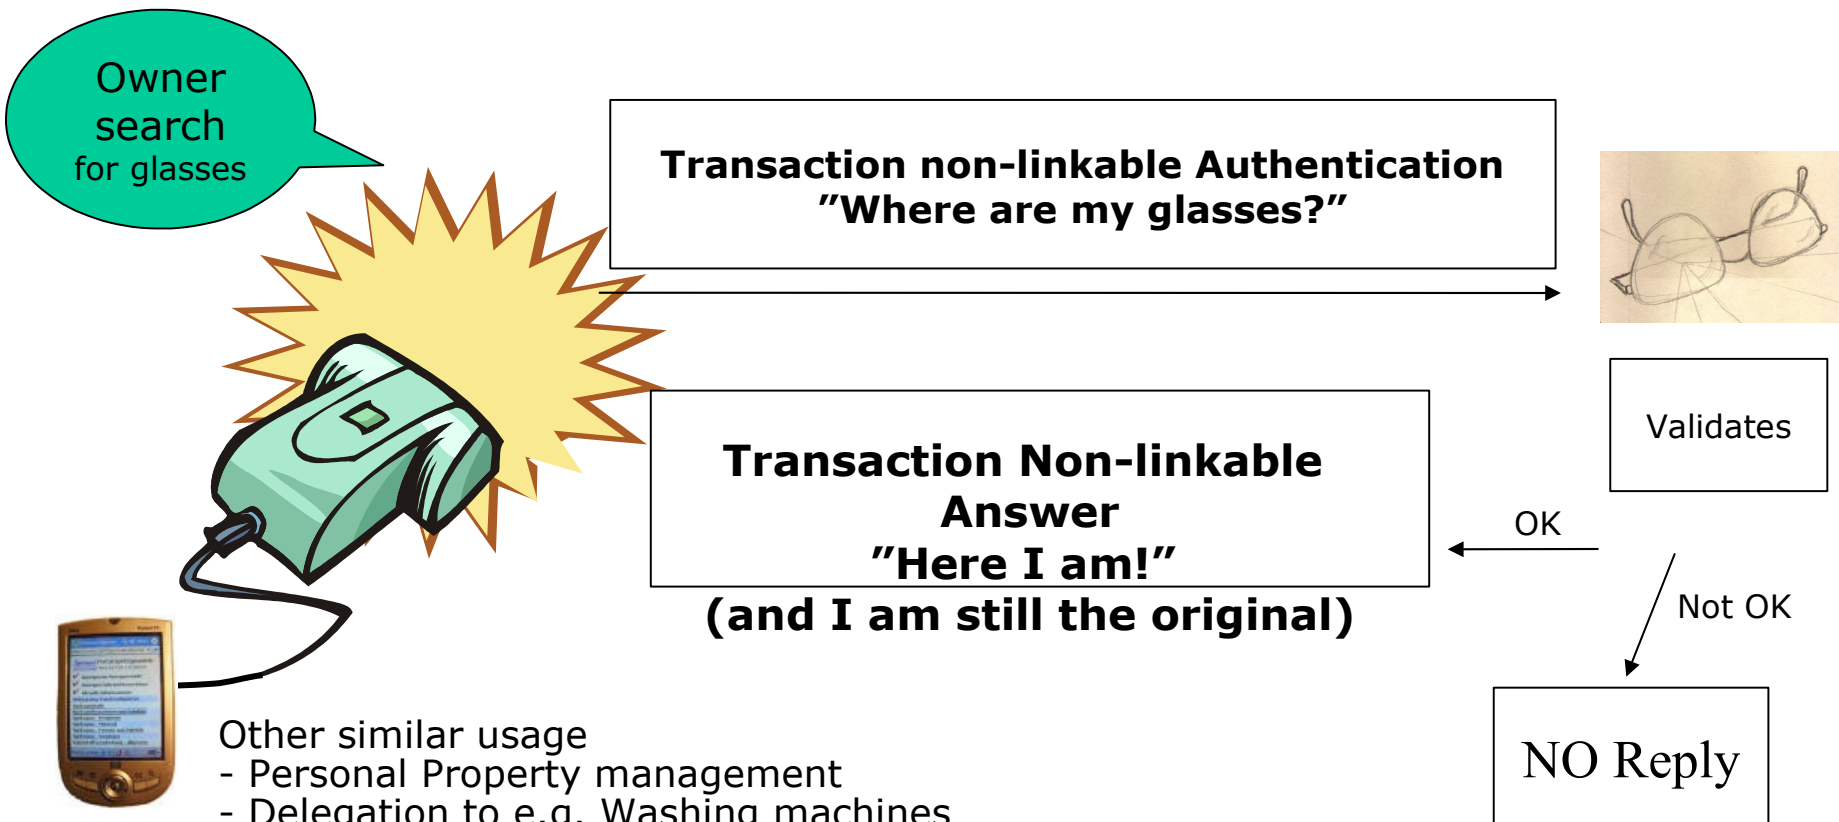 Owner
search
for glasses
Transaction non-linkable Authentication
”Where are my glasses?”
Validates
Transaction Non-linkable
Answer
”Here I am!”
(and I am still the original)
OK
Not OK
NO Reply
Other similar usage
- Personal Property management
- Delegation to e.g. Washing machines